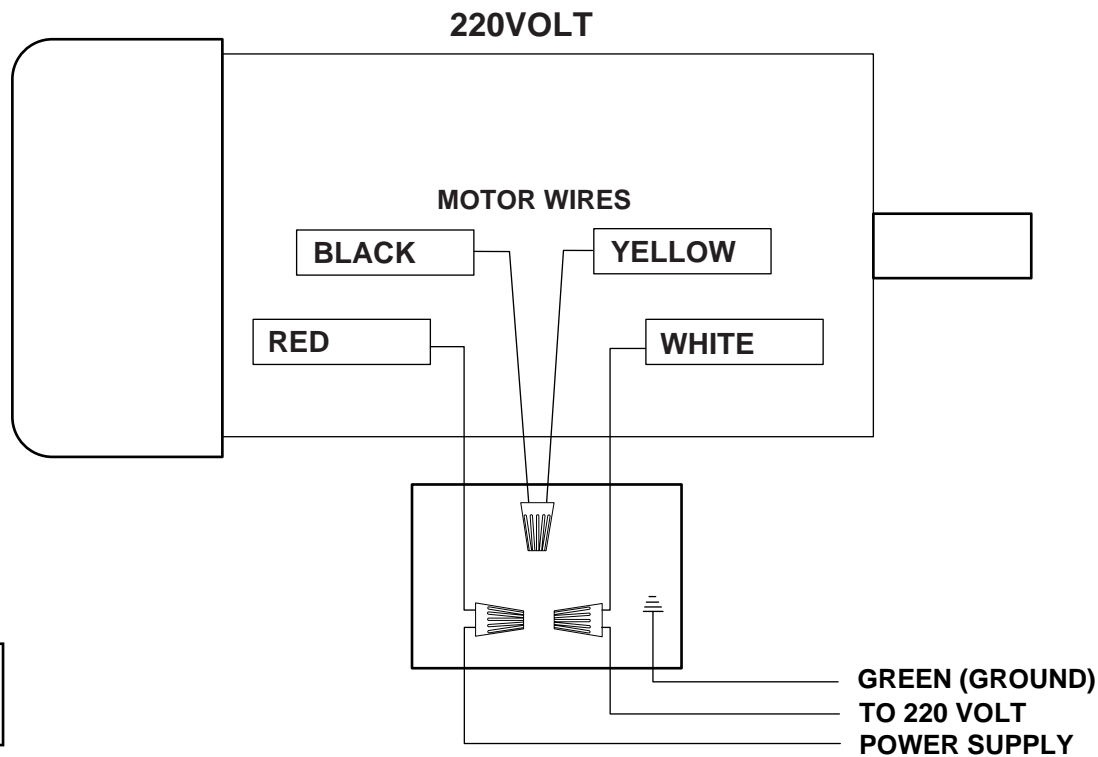 220VOLT
MOTOR WIRES
BLACK
YELLOW
RED
WHITE
GREEN (GROUND)
TO 220 VOLT
POWER SUPPLY